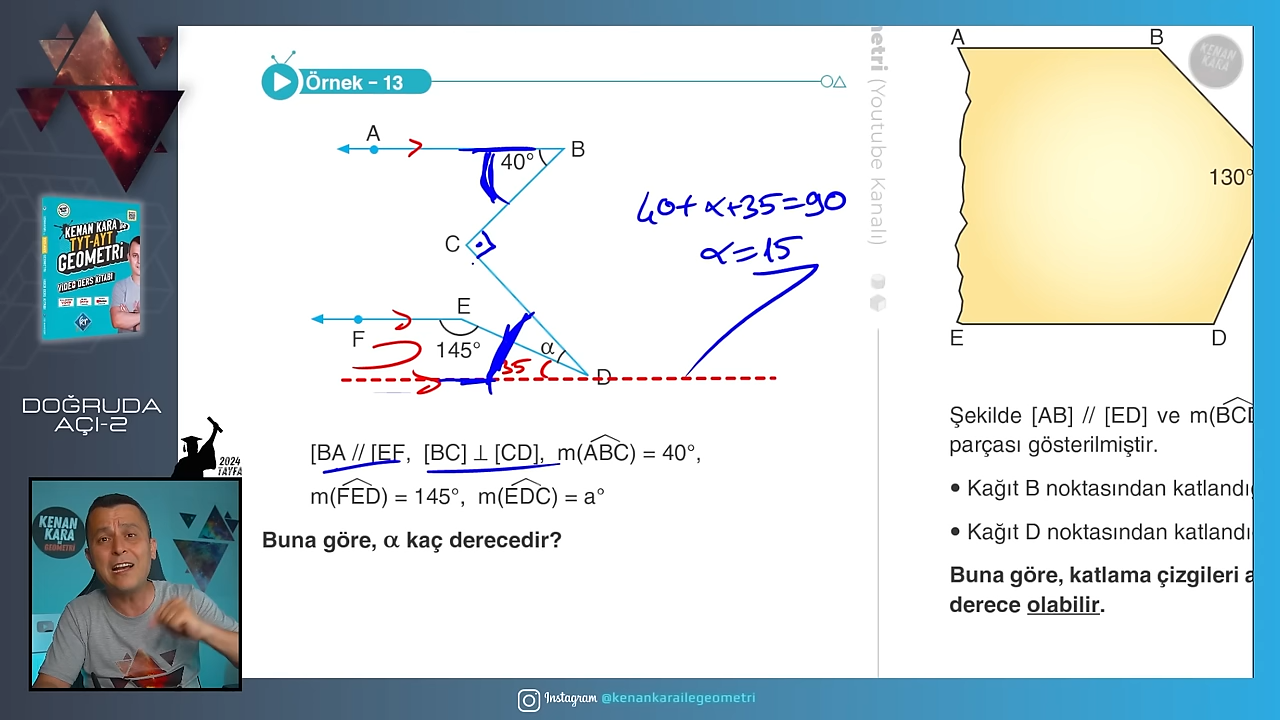 Örnek – 13
A
40°
B
C
E
F
145°
α
35
D
40+ α+35=90
α=15
[BA // [EF, [BC] ⊥ [CD], m(ABC) = 40°,
m(FED) = 145°, m(EDC) = a°
Buna göre, α kaç derecedir?
etri (Youtube Kanalı)
A
B
KENAN
KARA
130°
E
D
Şekilde [AB] // [ED] ve m(BCD
parçası gösterilmiştir.
• Kağıt B noktasından katlandı
• Kağıt D noktasından katlandı
Buna göre, katlama çizgileri a
derece olabilir.
KENAN KARA ile
TYT-AYT
GEOMETRİ
VİDEO DERS KİTABI
DOĞRUDA
AÇI-2
2024
TAYFA
KENAN
KARA
GEOMETRİ
Instagram @kenankarailegeometri